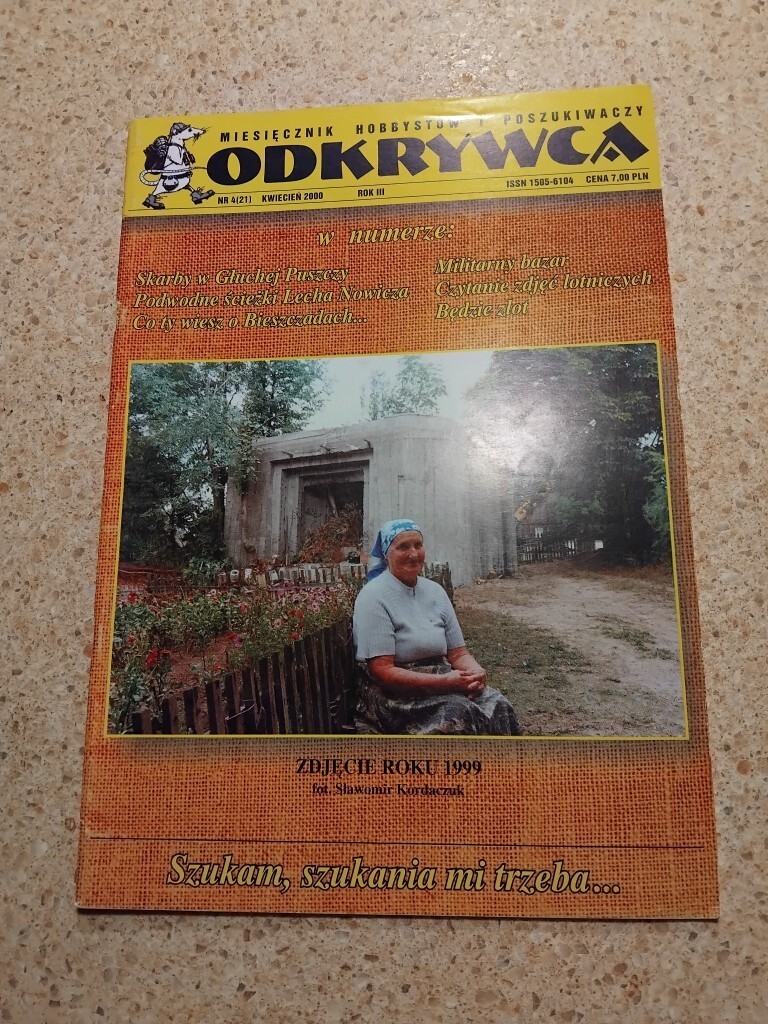 MIESIĘCZNIK HOBBYSTÓW I POSZUKIWACZY
ODKRYWCA
NR 4(21) KWIECIEŃ 2000 ROK III ISSN 1505-6104 CENA 7,00 PLN
w numerze:
Skarby w Głuchej Puszczy
Podwodne ścieżki Lecha Nowicza
Co ty wiesz o Bieszczadach...
Militarny bazar
Czytanie zdjęć lotniczych
Będzie zlot
ZDJĘCIE ROKU 1999
fot. Sławomir Kordaczuk
Szukam, szukania mi trzeba...